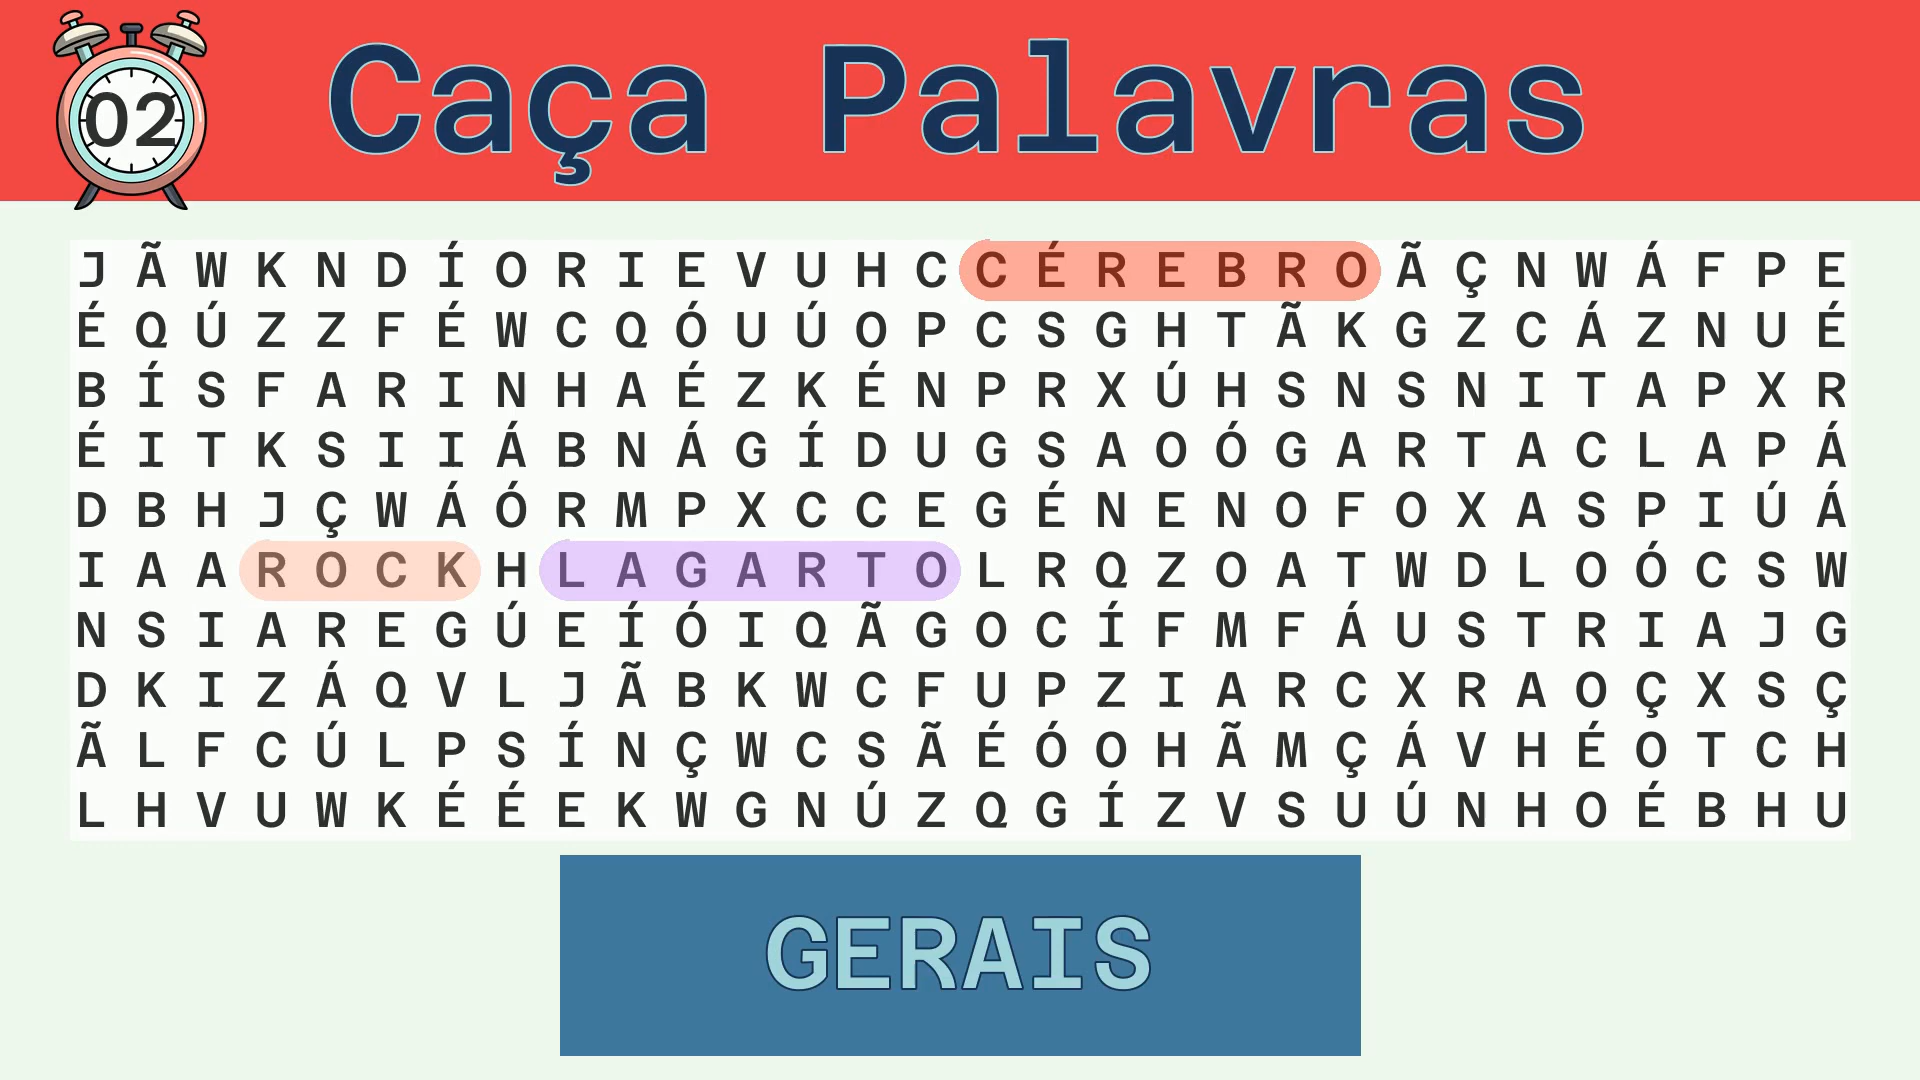 02
Caça Palavras
J Ã W K N D Í O R I E V U H C C É R E B R O Ã Ç N W Á F P E
É Q Ú Z Z F É W C Q Ó U Ú O P C S G H T Ã K G Z C Á Z N U É
B Í S F A R I N H A É Z K É N P R X Ú H S N S N I T A P X R
É I T K S I I Á B N Á G Í D U G S A O Ó G A R T A C L A P Á
D B H J Ç W Á Ó R M P X C C E G É N E N O F O X A S P I Ú Á
I A A R O C K H L A G A R T O L R Q Z O A T W D L O Ó C S W
N S I A R E G Ú E Í Ó I Q Ã G O C Í F M F Á U S T R I A J G
D K I Z Á Q V L J Ã B K W C F U P Z I A R C X R A O Ç X S Ç
Ã L F C Ú L P S Í N Ç W C S Ã É Ó O H Ã M Ç Á V H É O T C H
L H V U W K É É E K W G N Ú Z Q G Í Z V S U Ú N H O É B H U
GERAIS